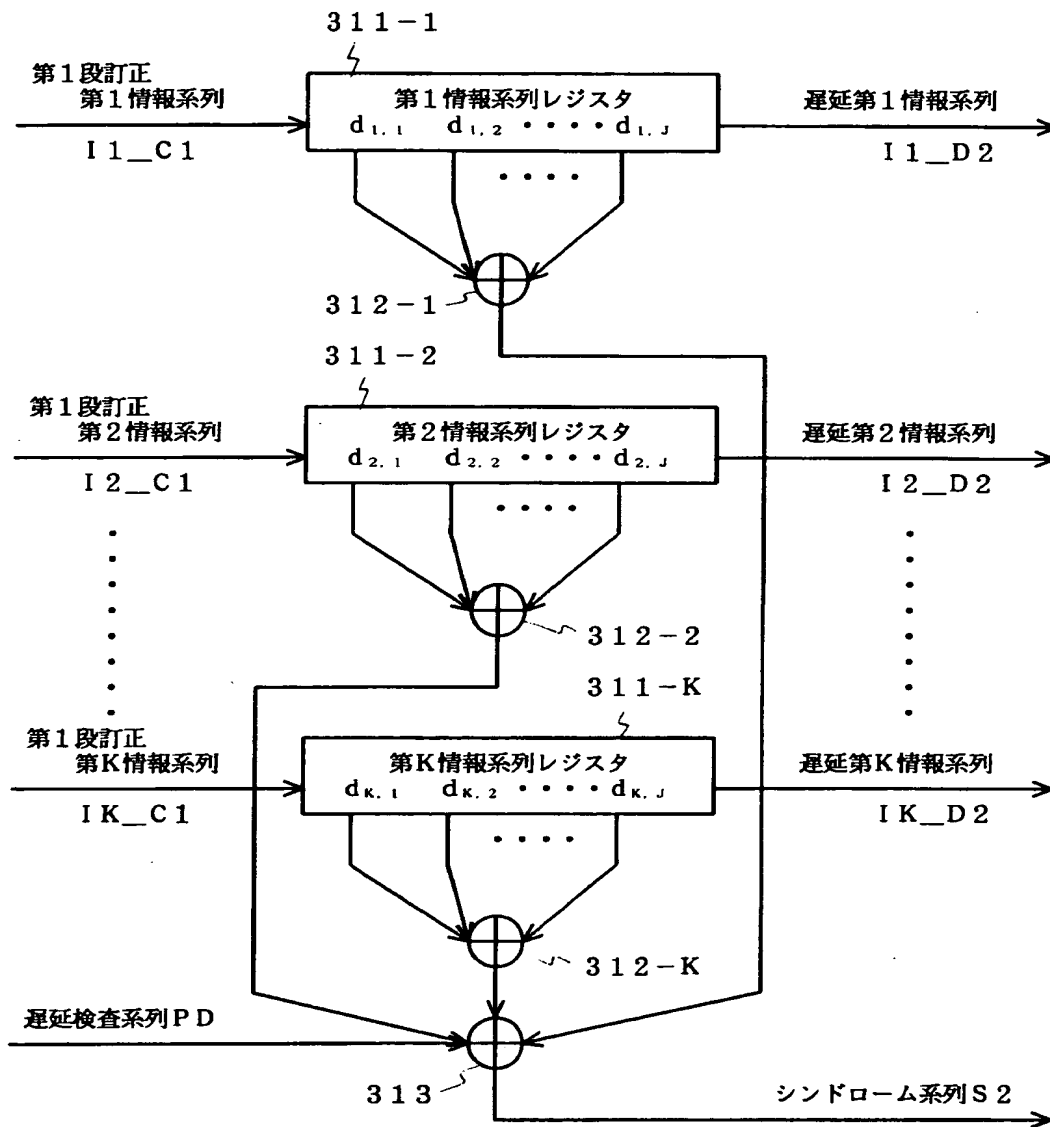 311-1
第1段訂正
第1情報系列
I1__C1
第1情報系列レジスタ
d1,1 d1,2 ・・・・ d1,J
遅延第1情報系列
I1__D2
・・・・
312-1
311-2
第1段訂正
第2情報系列
I2__C1
第2情報系列レジスタ
d2,1 d2,2 ・・・・ d2,J
遅延第2情報系列
I2__D2
・・・・
312-2
311-K
第1段訂正
第K情報系列
IK__C1
第K情報系列レジスタ
dK,1 dK,2 ・・・・ dK,J
遅延第K情報系列
IK__D2
・・・・
312-K
遅延検査系列PD
313
シンドローム系列S2